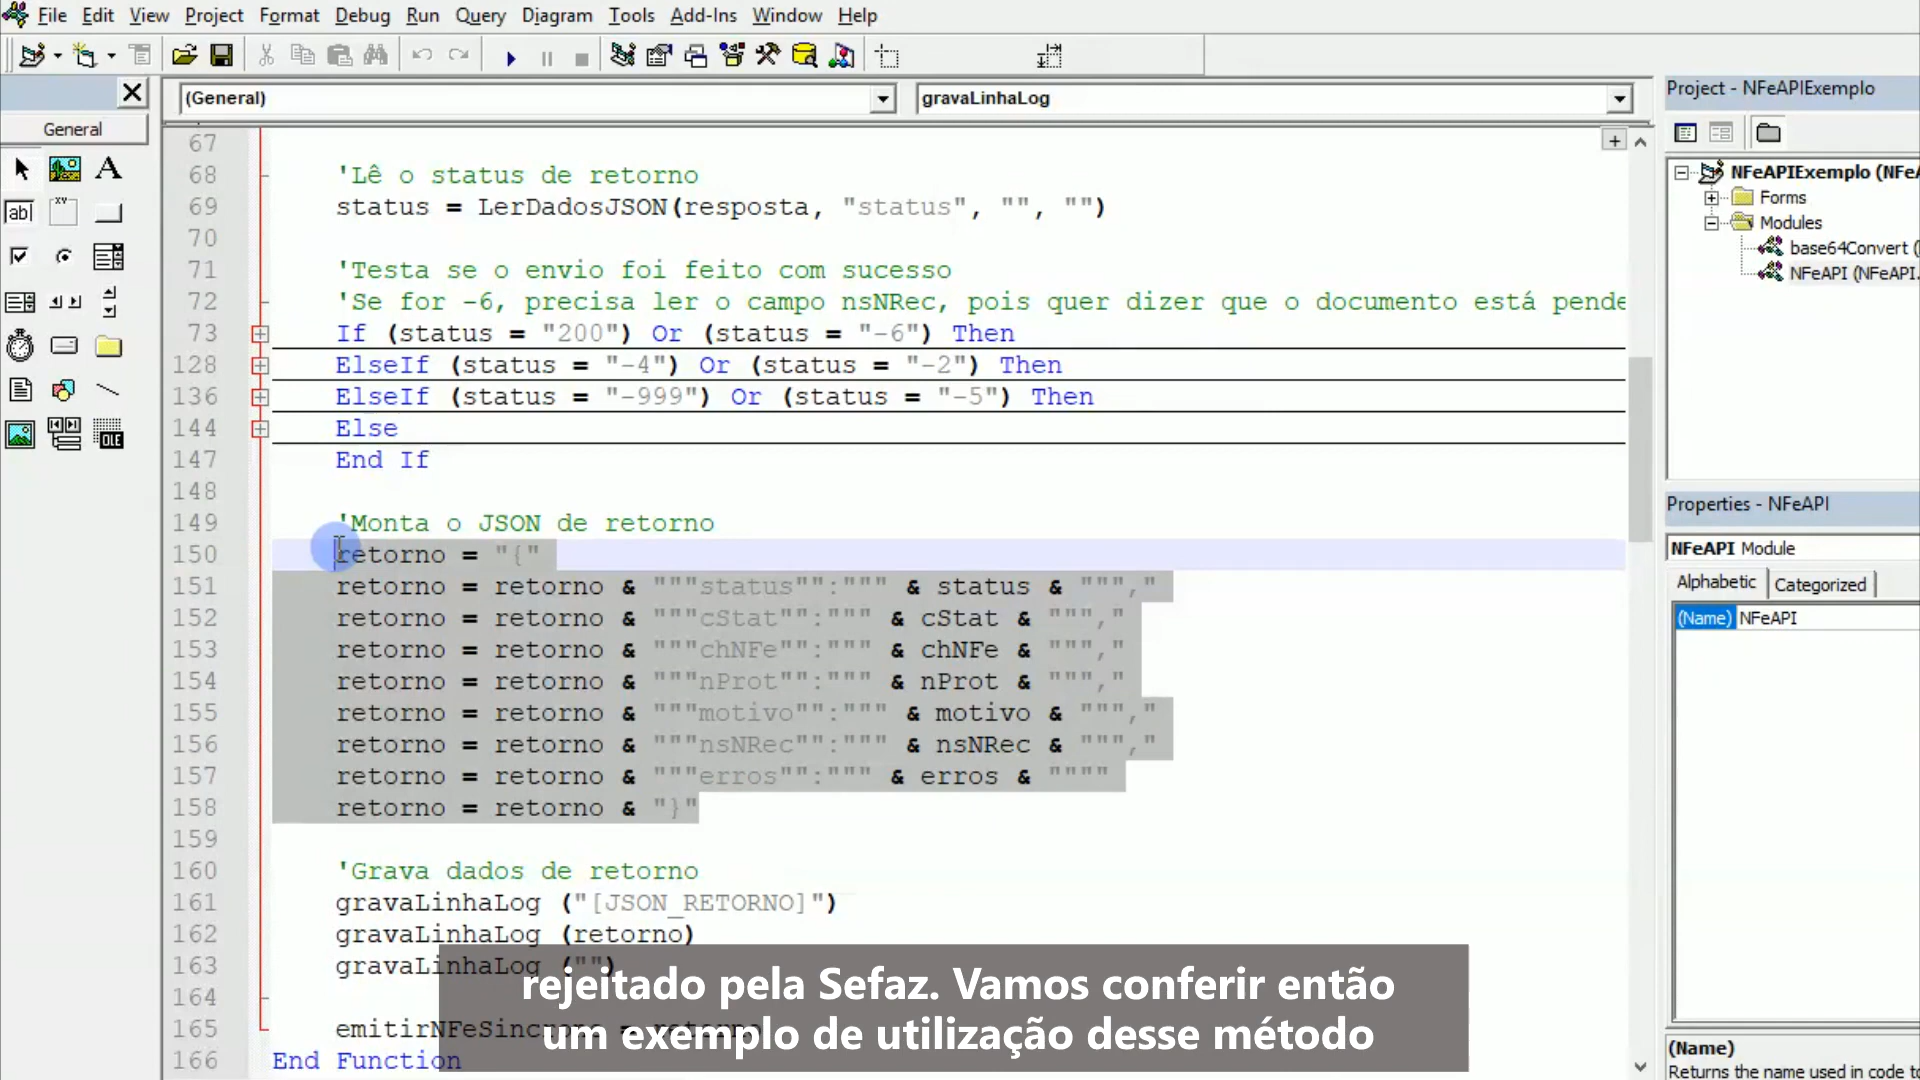 File Edit View Project Format Debug Run Query Diagram Tools Add-Ins Window Help
General
A
ab|
XY
OLE
(General)
gravaLinhaLog
67
68 'Lê o status de retorno
69 status = LerDadosJSON(resposta, "status", "", "")
70
71 'Testa se o envio foi feito com sucesso
72 'Se for -6, precisa ler o campo nsNRec, pois quer dizer que o documento está pende
73 If (status = "200") Or (status = "-6") Then
128 ElseIf (status = "-4") Or (status = "-2") Then
136 ElseIf (status = "-999") Or (status = "-5") Then
144 Else
147 End If
148
149 'Monta o JSON de retorno
150 retorno = "{"
151 retorno = retorno & """status"":""" & status & ""","
152 retorno = retorno & """cStat"":""" & cStat & ""","
153 retorno = retorno & """chNFe"":""" & chNFe & ""","
154 retorno = retorno & """nProt"":""" & nProt & ""","
155 retorno = retorno & """motivo"":""" & motivo & ""","
156 retorno = retorno & """nsNRec"":""" & nsNRec & ""","
157 retorno = retorno & """erros"":""" & erros & """"
158 retorno = retorno & "}"
159
160 'Grava dados de retorno
161 gravaLinhaLog ("[JSON_RETORNO]")
162 gravaLinhaLog (retorno)
163 gravaLinhaLog ("")
164
165 emitirNFeSincrono = retorno
166 End Function
rejeitado pela Sefaz. Vamos conferir então
um exemplo de utilização desse método
Project - NFeAPIExemplo
NFeAPIExemplo (NFeA
Forms
Modules
base64Convert (
NFeAPI (NFeAPI.
Properties - NFeAPI
NFeAPI Module
Alphabetic Categorized
(Name) NFeAPI
(Name)
Returns the name used in code to